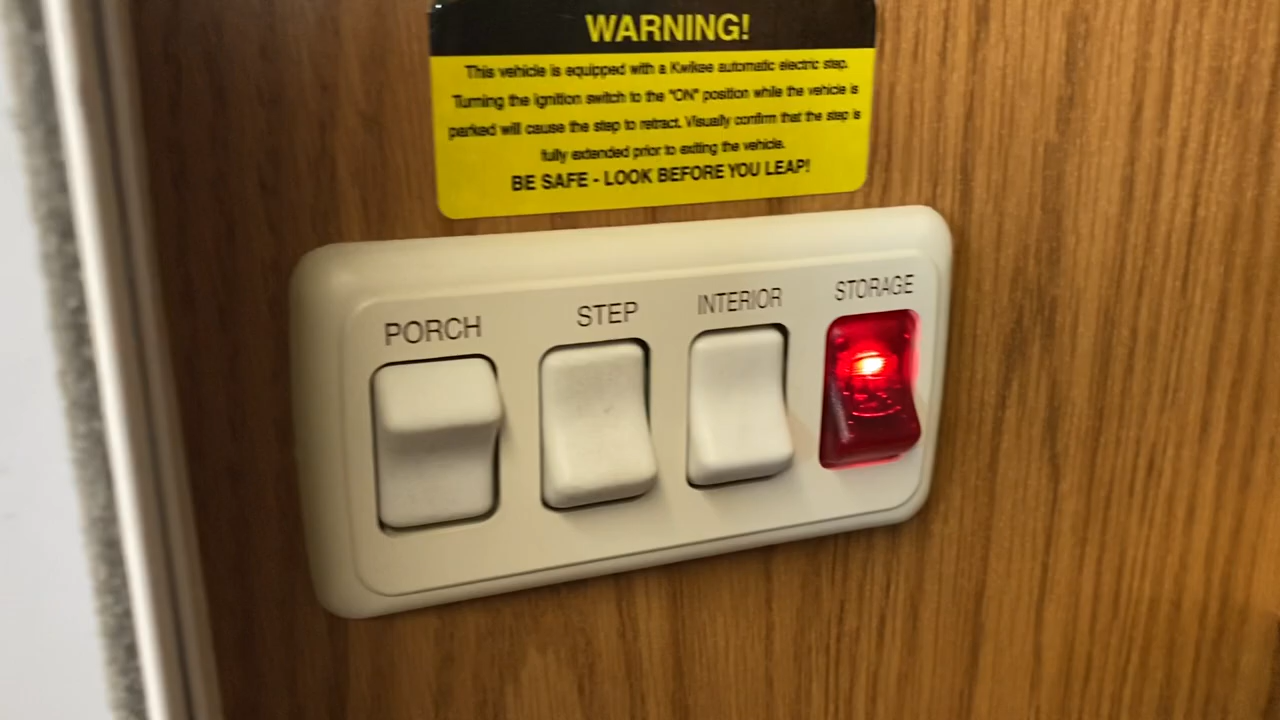 WARNING!
This vehicle is equipped with a Kwikee automatic electric step.
Turning the ignition switch to the "ON" position while the vehicle is
parked will cause the step to retract. Visually confirm that the step is
fully extended prior to exiting the vehicle.
BE SAFE - LOOK BEFORE YOU LEAP!
PORCH
STEP
INTERIOR
STORAGE